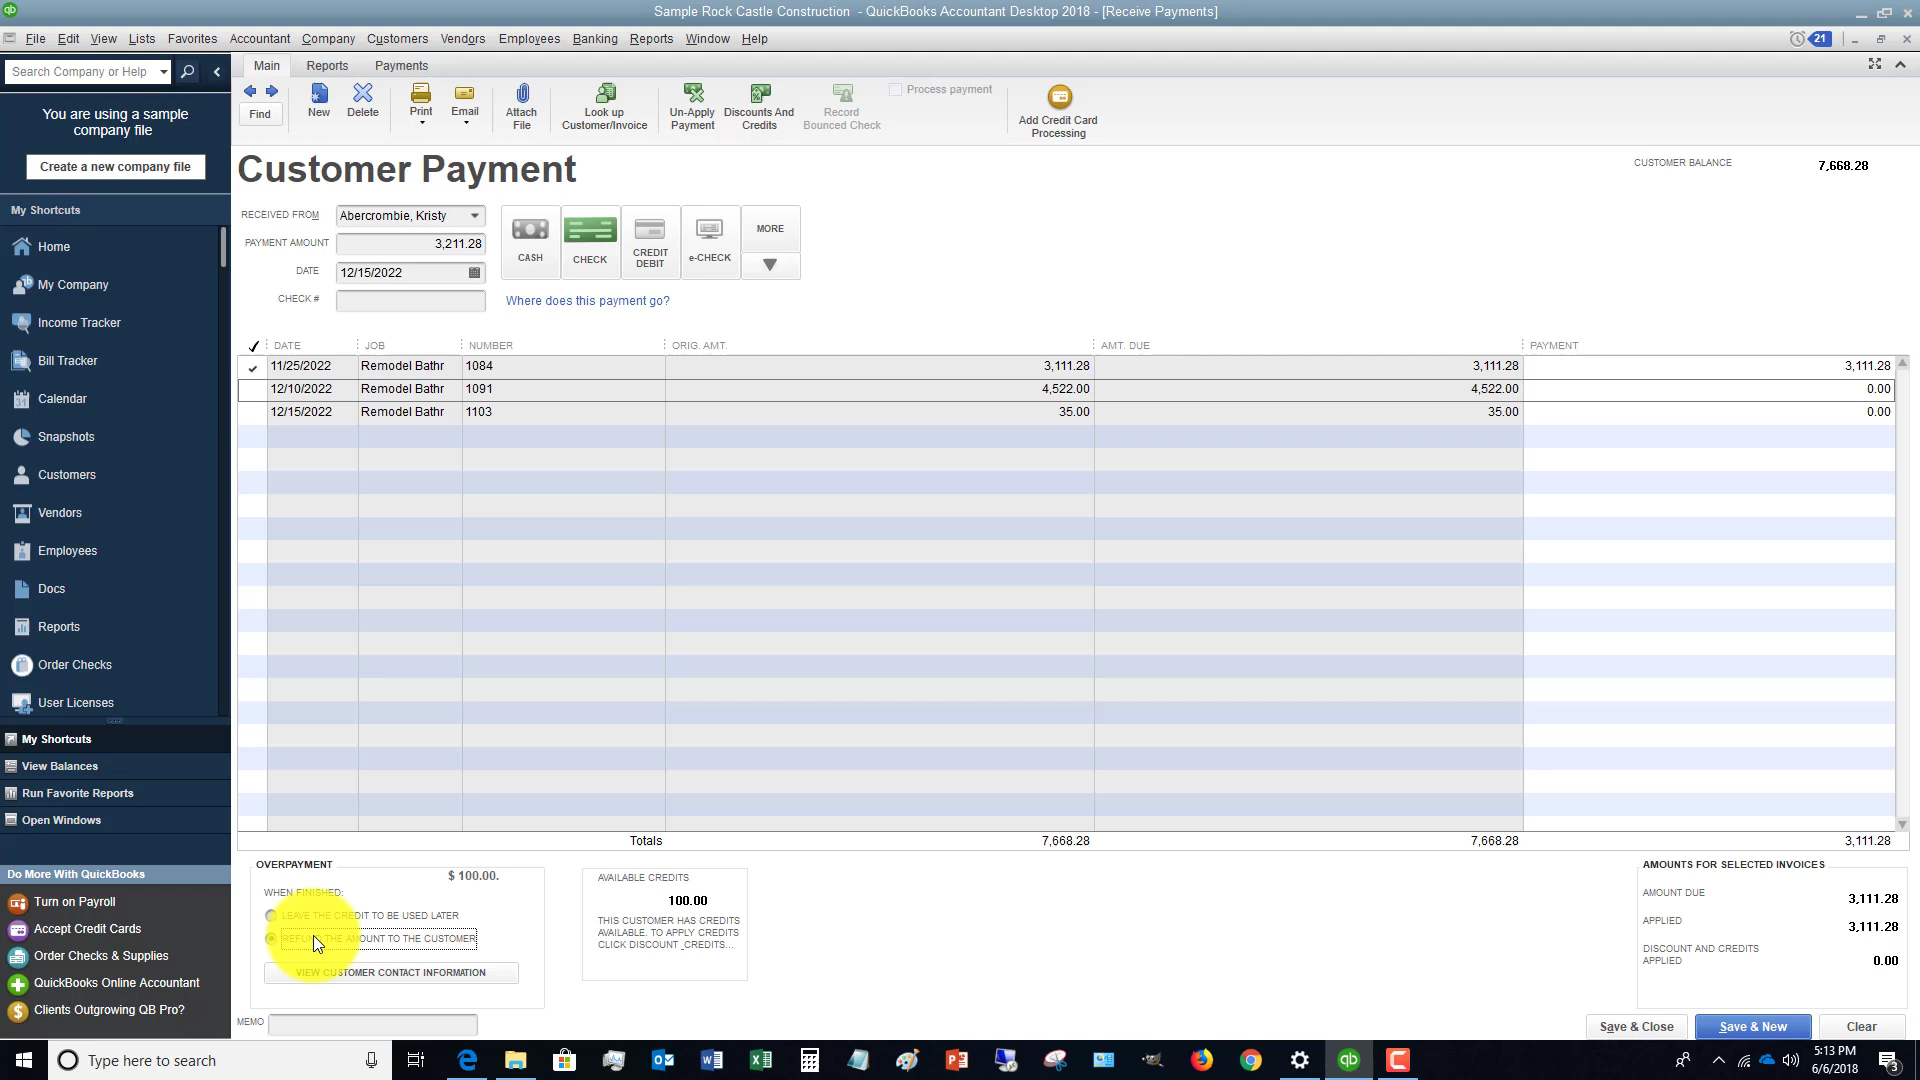 Sample Rock Castle Construction - QuickBooks Accountant Desktop 2018 - [Receive Payments]
File Edit View Lists Favorites Accountant Company Customers Vendors Employees Banking Reports Window Help
21
Search Company or Help
You are using a sample
company file
Create a new company file
My Shortcuts
Home
My Company
Income Tracker
Bill Tracker
Calendar
Snapshots
Customers
Vendors
Employees
Docs
Reports
Order Checks
User Licenses
My Shortcuts
View Balances
Run Favorite Reports
Open Windows
Do More With QuickBooks
Turn on Payroll
Accept Credit Cards
Order Checks & Supplies
QuickBooks Online Accountant
Clients Outgrowing QB Pro?
Main Reports Payments
Find
New
Delete
Print
Email
Attach
File
Look up
Customer/Invoice
Un-Apply
Payment
Discounts And
Credits
Record
Bounced Check
Process payment
Add Credit Card
Processing
Customer Payment
CUSTOMER BALANCE 7,668.28
RECEIVED FROM Abercrombie, Kristy
PAYMENT AMOUNT 3,211.28
DATE 12/15/2022
CHECK #
CASH
CHECK
CREDIT
DEBIT
e-CHECK
MORE
Where does this payment go?
DATE JOB NUMBER ORIG. AMT. AMT. DUE PAYMENT
11/25/2022 Remodel Bathr 1084 3,111.28 3,111.28 3,111.28
12/10/2022 Remodel Bathr 1091 4,522.00 4,522.00 0.00
12/15/2022 Remodel Bathr 1103 35.00 35.00 0.00
Totals 7,668.28 7,668.28 3,111.28
OVERPAYMENT
$ 100.00.
WHEN FINISHED:
LEAVE THE CREDIT TO BE USED LATER
REFUND THE AMOUNT TO THE CUSTOMER
VIEW CUSTOMER CONTACT INFORMATION
MEMO
AVAILABLE CREDITS
100.00
THIS CUSTOMER HAS CREDITS
AVAILABLE. TO APPLY CREDITS
CLICK DISCOUNT _CREDITS...
AMOUNTS FOR SELECTED INVOICES
AMOUNT DUE 3,111.28
APPLIED 3,111.28
DISCOUNT AND CREDITS
APPLIED 0.00
Save & Close
Save & New
Clear
Type here to search
5:13 PM
6/6/2018
3